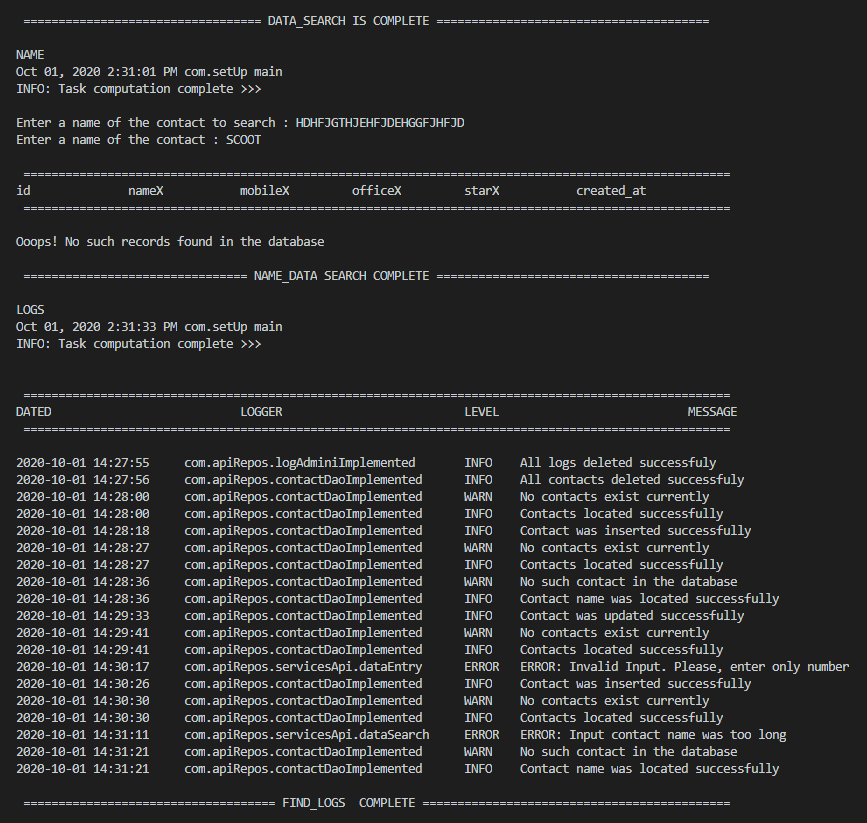 ================================== DATA_SEARCH IS COMPLETE =======================================
NAME
Oct 01, 2020 2:31:01 PM com.setUp main
INFO: Task computation complete >>>
Enter a name of the contact to search : HDHFJGTHJEHFJDEHGGFJHFJD
Enter a name of the contact : SCOOT
=====================================================================================================
id nameX mobileX officeX starX created_at
=====================================================================================================
Ooops! No such records found in the database
================================ NAME_DATA SEARCH COMPLETE =======================================
LOGS
Oct 01, 2020 2:31:33 PM com.setUp main
INFO: Task computation complete >>>
=====================================================================================================
DATED LOGGER LEVEL MESSAGE
=====================================================================================================
2020-10-01 14:27:55 com.apiRepos.logAdminiImplemented INFO All logs deleted successfuly
2020-10-01 14:27:56 com.apiRepos.contactDaoImplemented INFO All contacts deleted successfuly
2020-10-01 14:28:00 com.apiRepos.contactDaoImplemented WARN No contacts exist currently
2020-10-01 14:28:00 com.apiRepos.contactDaoImplemented INFO Contacts located successfully
2020-10-01 14:28:18 com.apiRepos.contactDaoImplemented INFO Contact was inserted successfully
2020-10-01 14:28:27 com.apiRepos.contactDaoImplemented WARN No contacts exist currently
2020-10-01 14:28:27 com.apiRepos.contactDaoImplemented INFO Contacts located successfully
2020-10-01 14:28:36 com.apiRepos.contactDaoImplemented WARN No such contact in the database
2020-10-01 14:28:36 com.apiRepos.contactDaoImplemented INFO Contact name was located successfully
2020-10-01 14:29:33 com.apiRepos.contactDaoImplemented INFO Contact was updated successfully
2020-10-01 14:29:41 com.apiRepos.contactDaoImplemented WARN No contacts exist currently
2020-10-01 14:29:41 com.apiRepos.contactDaoImplemented INFO Contacts located successfully
2020-10-01 14:30:17 com.apiRepos.servicesApi.dataEntry ERROR ERROR: Invalid Input. Please, enter only number
2020-10-01 14:30:26 com.apiRepos.contactDaoImplemented INFO Contact was inserted successfully
2020-10-01 14:30:30 com.apiRepos.contactDaoImplemented WARN No contacts exist currently
2020-10-01 14:30:30 com.apiRepos.contactDaoImplemented INFO Contacts located successfully
2020-10-01 14:31:11 com.apiRepos.servicesApi.dataSearch ERROR ERROR: Input contact name was too long
2020-10-01 14:31:21 com.apiRepos.contactDaoImplemented WARN No such contact in the database
2020-10-01 14:31:21 com.apiRepos.contactDaoImplemented INFO Contact name was located successfully
==================================== FIND_LOGS COMPLETE ============================================